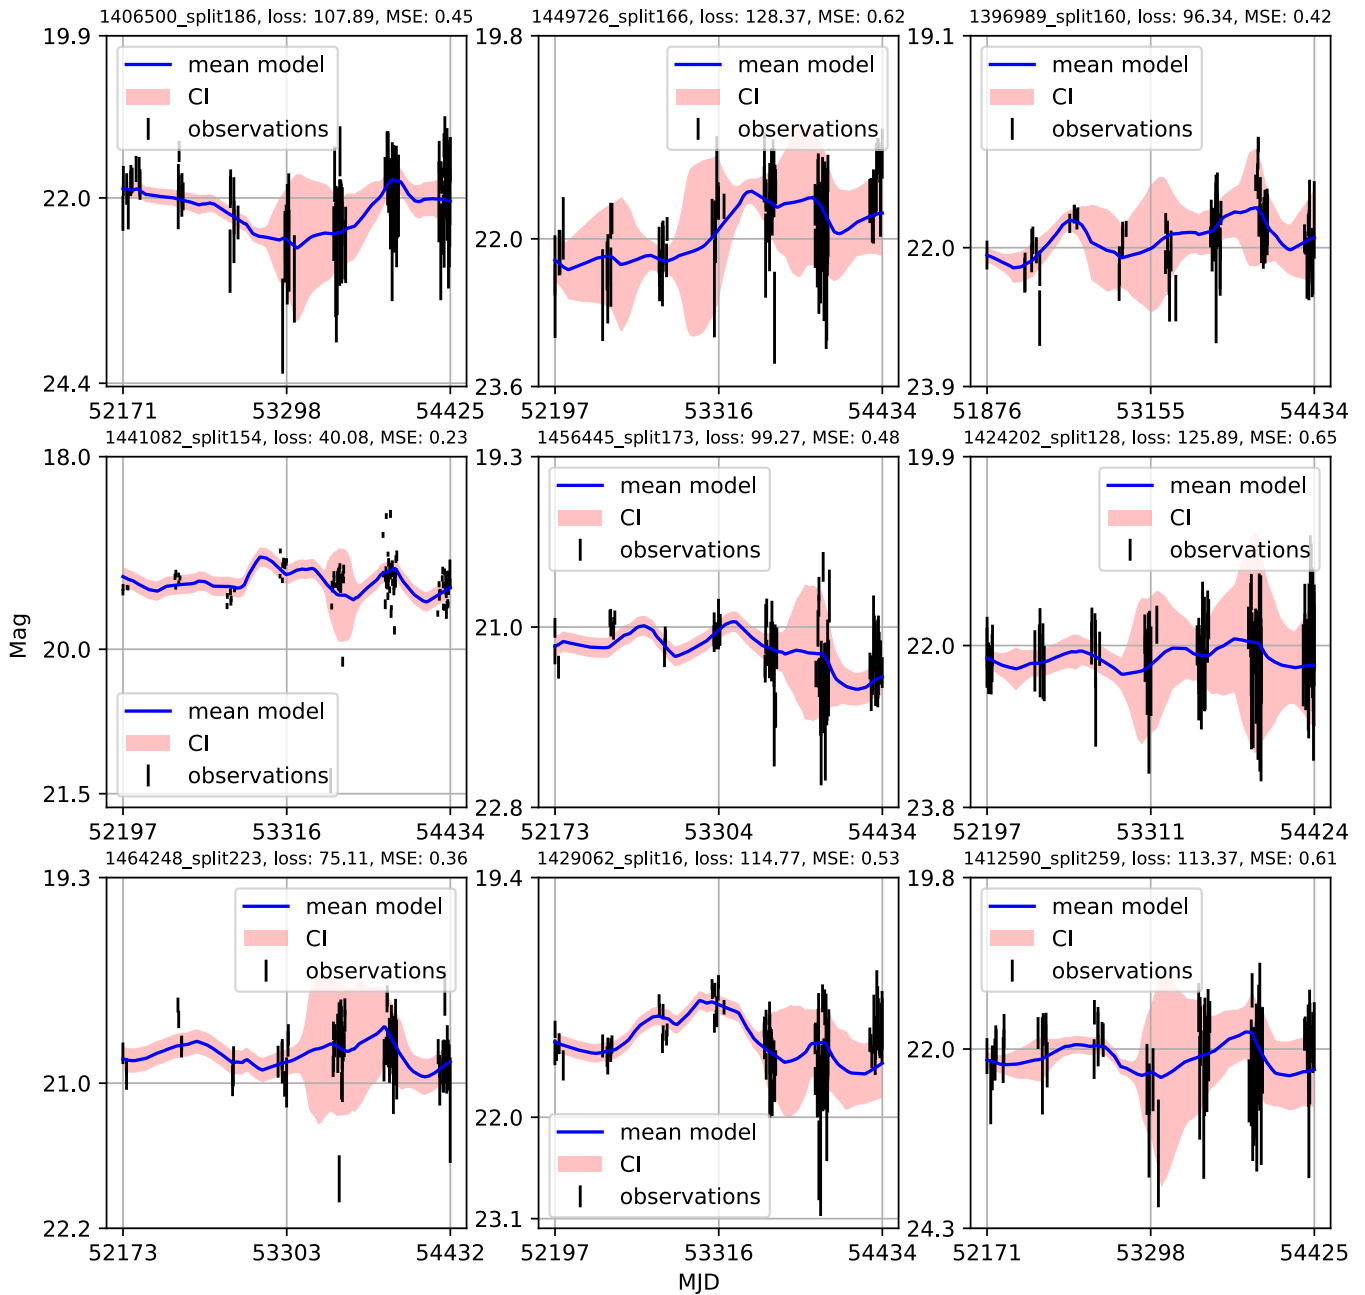 1406500_split186, loss: 107.89, MSE: 0.45
19.9
22.0
24.4
mean model
CI
observations
52171
53298
54425
1449726_split166, loss: 128.37, MSE: 0.62
19.8
22.0
23.6
mean model
CI
observations
52197
53316
54434
1396989_split160, loss: 96.34, MSE: 0.42
19.1
22.0
23.9
mean model
CI
observations
51876
53155
54434
Mag
1441082_split154, loss: 40.08, MSE: 0.23
18.0
20.0
21.5
mean model
CI
observations
52197
53316
54434
1456445_split173, loss: 99.27, MSE: 0.48
19.3
21.0
22.8
mean model
CI
observations
52173
53304
54434
1424202_split128, loss: 125.89, MSE: 0.65
19.9
22.0
23.8
mean model
CI
observations
52197
53311
54424
1464248_split223, loss: 75.11, MSE: 0.36
19.3
21.0
22.2
mean model
CI
observations
52173
53303
54432
1429062_split16, loss: 114.77, MSE: 0.53
19.4
22.0
23.1
mean model
CI
observations
52197
53316
54434
1412590_split259, loss: 113.37, MSE: 0.61
19.8
22.0
24.3
mean model
CI
observations
52171
53298
54425
MJD